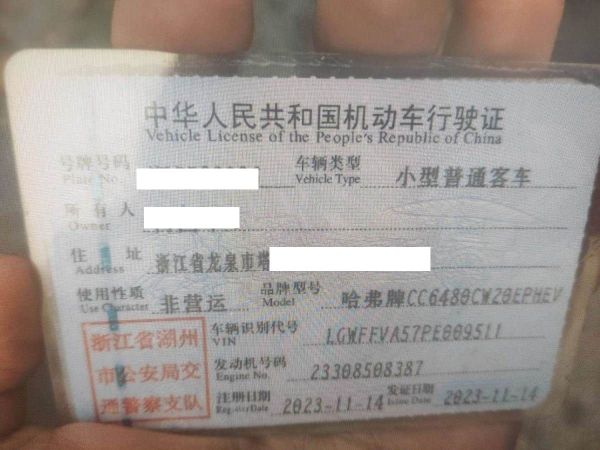 中华人民共和国机动车行驶证
Vehicle License of the People's Republic of China
号牌号码
Plate No.
车辆类型 小型普通客车
Vehicle Type
所有人
Owner
住址 浙江省龙泉市塔
Address
使用性质 非营运
Use Character
品牌型号 哈弗牌CC6480CW20EPHEV
Model
浙江省湖州
市公安局交
通警察支队
车辆识别代号 LGWFFVA57PE009511
VIN
发动机号码 23308508387
Engine No.
注册日期 2023-11-14
Register Date
发证日期 2023-11-14
Issue Date